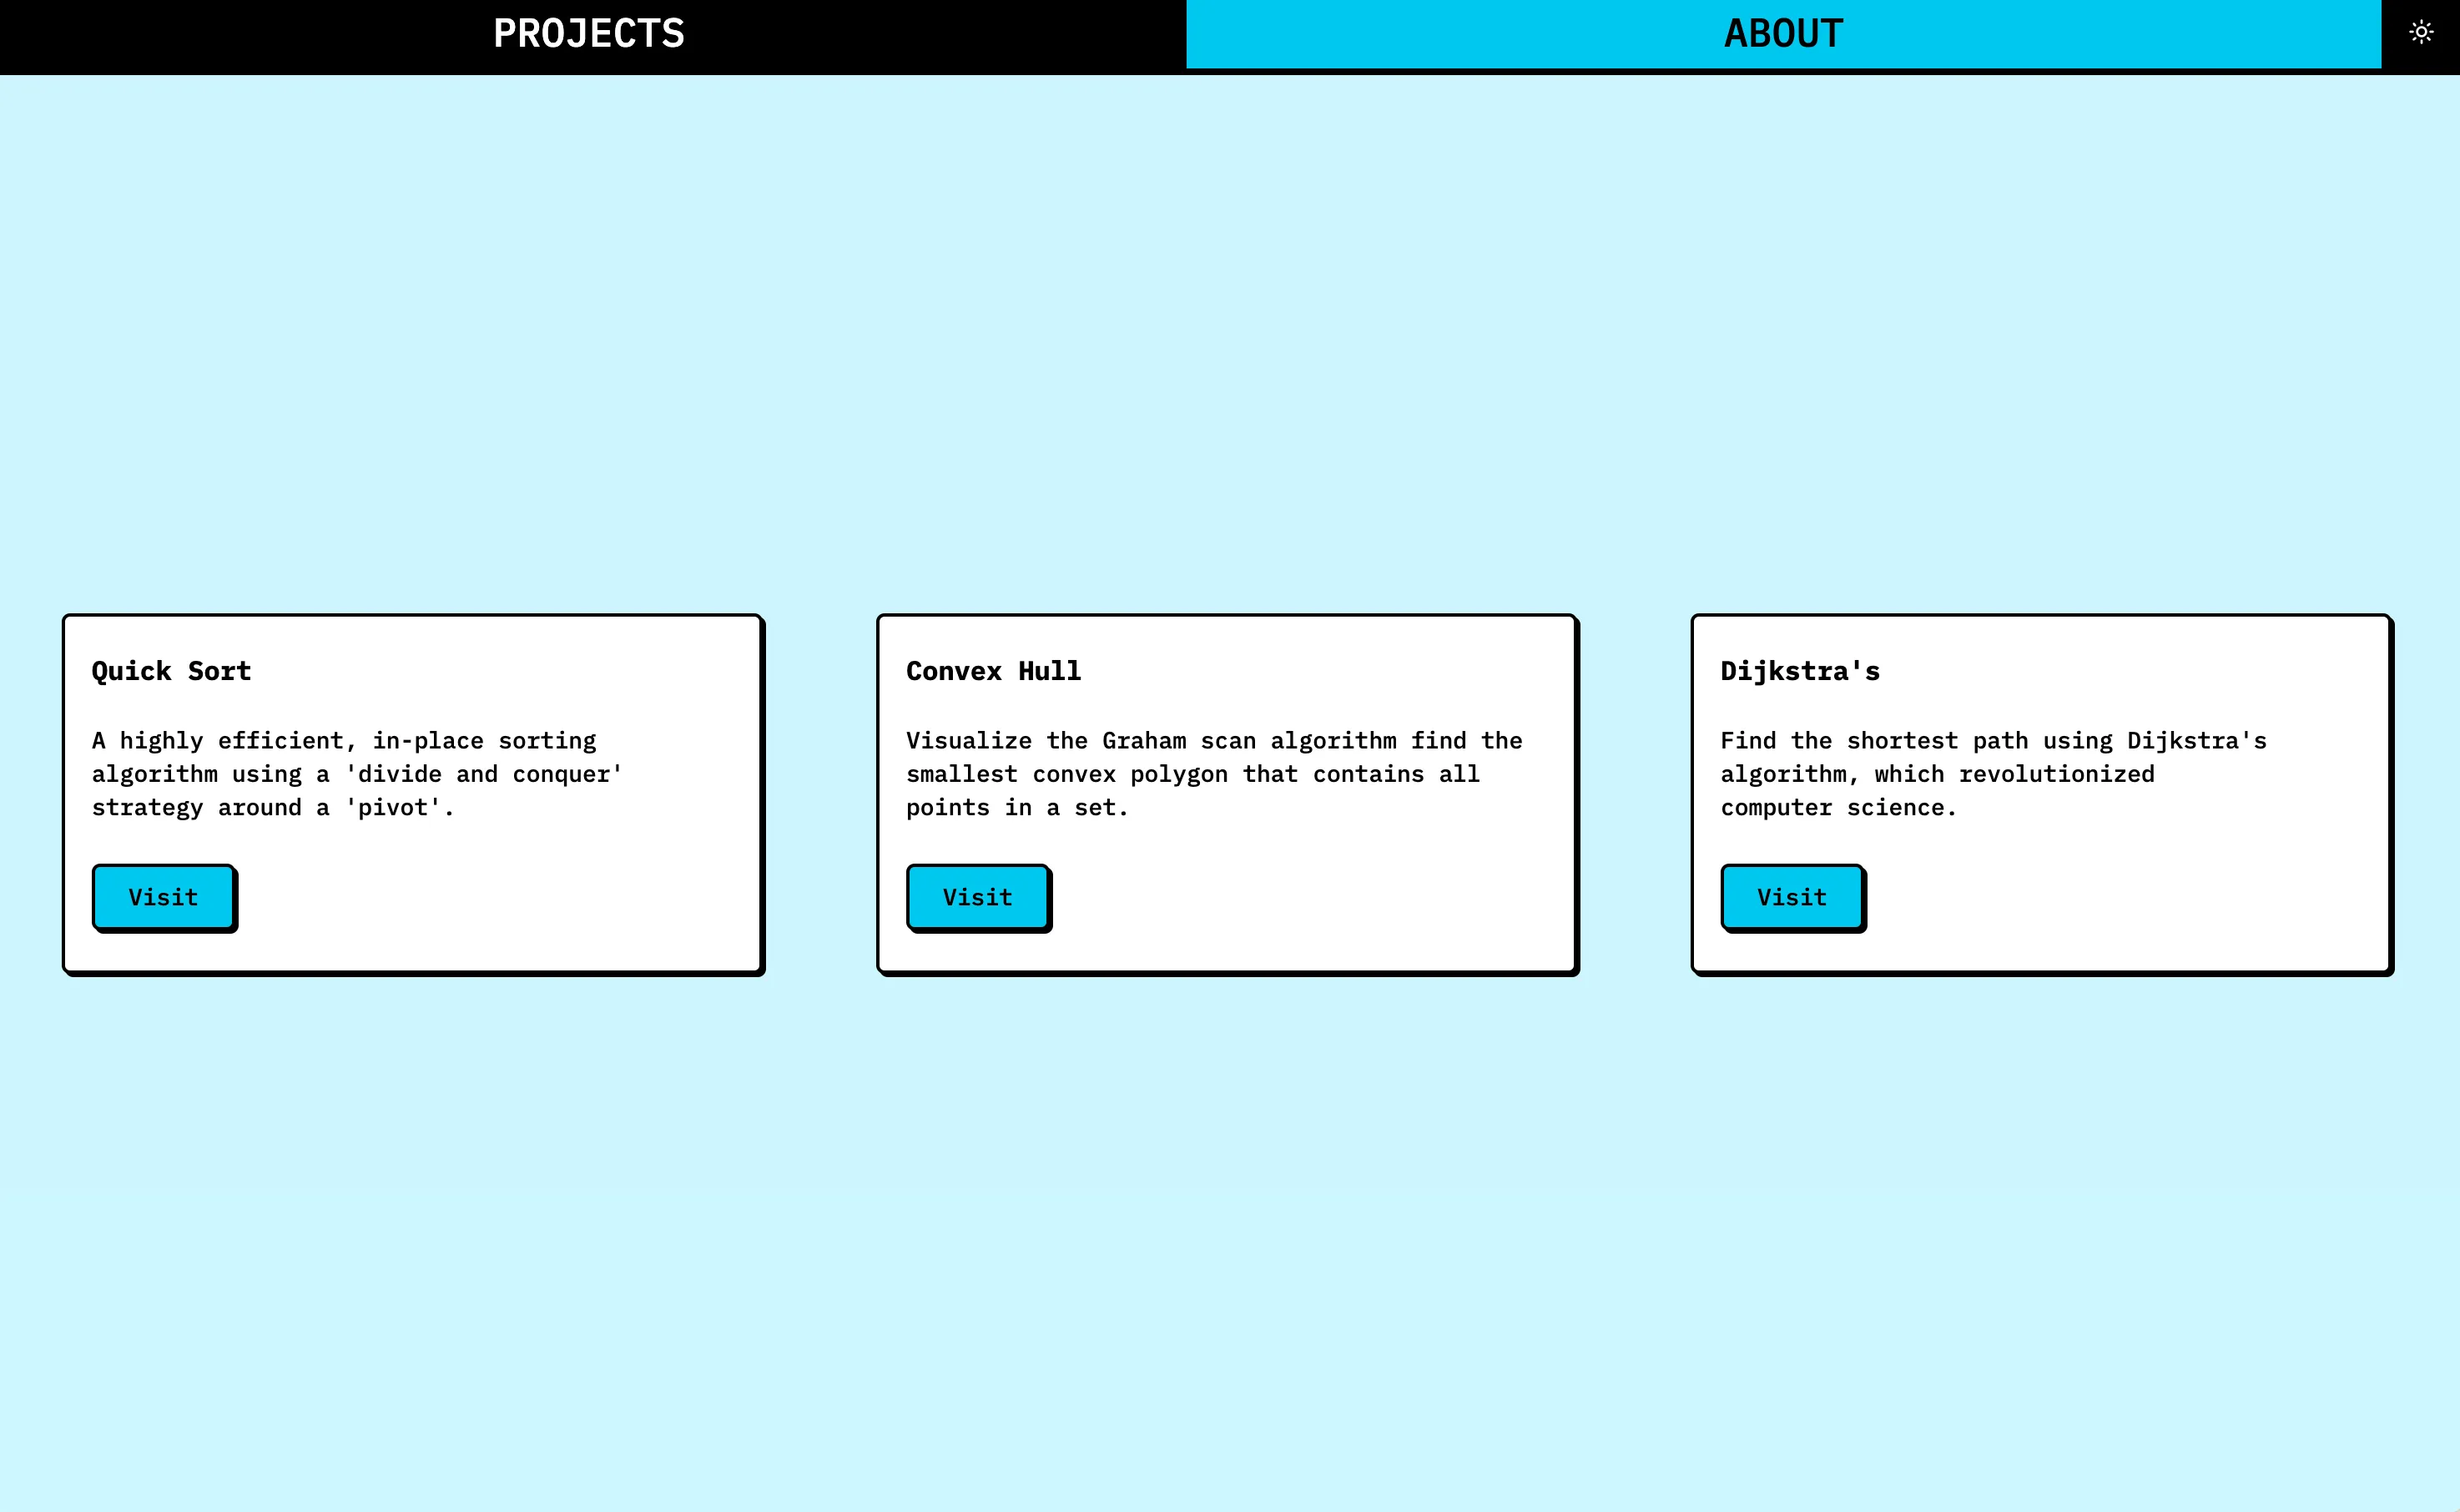 PROJECTS
ABOUT
Quick Sort
A highly efficient, in-place sorting
algorithm using a 'divide and conquer'
strategy around a 'pivot'.
Visit
Convex Hull
Visualize the Graham scan algorithm find the
smallest convex polygon that contains all
points in a set.
Visit
Dijkstra's
Find the shortest path using Dijkstra's
algorithm, which revolutionized
computer science.
Visit